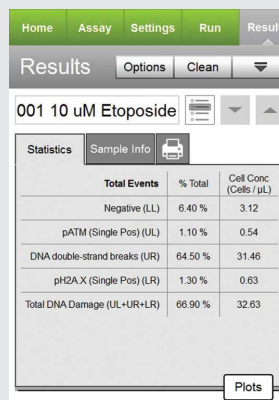 Home Assay Settings Run Resul
Results Options Clean
001 10 uM Etoposide
Statistics Sample Info
Total Events % Total Cell Conc (Cells / µL)
Negative (LL) 6.40 % 3.12
pATM (Single Pos) (UL) 1.10 % 0.54
DNA double-strand breaks (UR) 64.50 % 31.46
pH2A.X (Single Pos) (LR) 1.30 % 0.63
Total DNA Damage (UL+UR+LR) 66.90 % 32.63
Plots